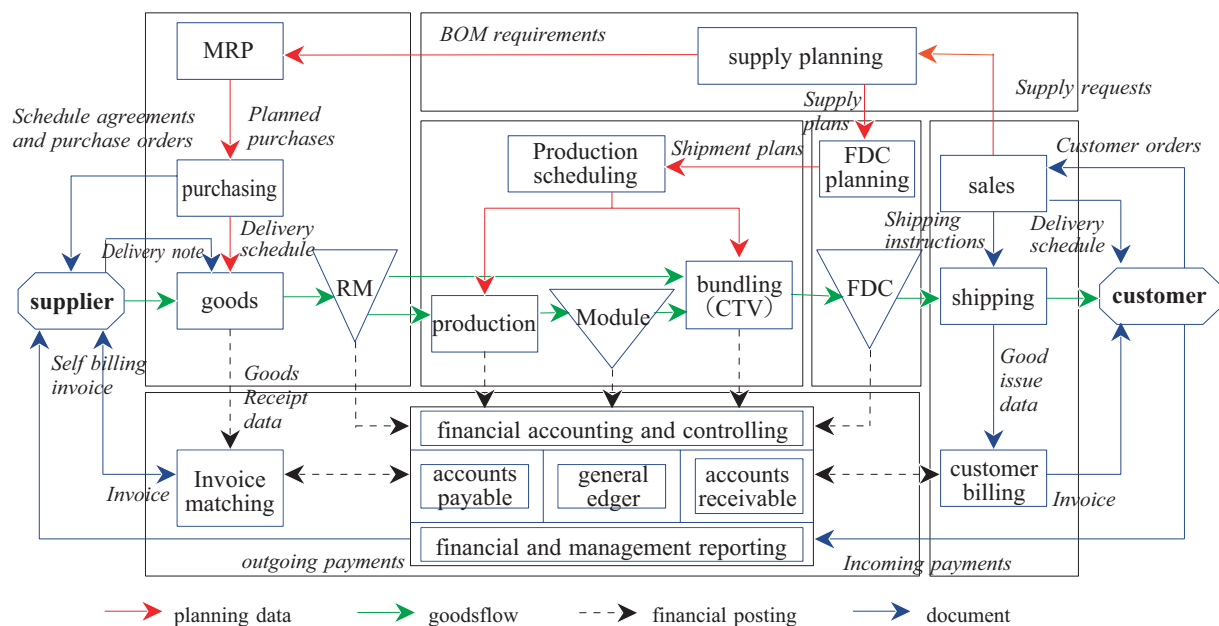 MRP
BOM requirements
supply planning
Supply requests
Schedule agreements
and purchase orders
Planned
purchases
Supply
plans
Production
scheduling
Shipment plans
FDC
planning
Customer orders
purchasing
sales
Delivery note
Delivery
schedule
Shipping
instructions
Delivery
schedule
supplier
goods
RM
production
Module
bundling
(CTV)
FDC
shipping
customer
Self billing
invoice
Goods
Receipt
data
Good
issue
data
financial accounting and controlling
Invoice
Invoice
matching
accounts
payable
general
edger
accounts
receivable
customer
billing
Invoice
financial and management reporting
outgoing payments
Incoming payments
planning data
goodsflow
financial posting
document